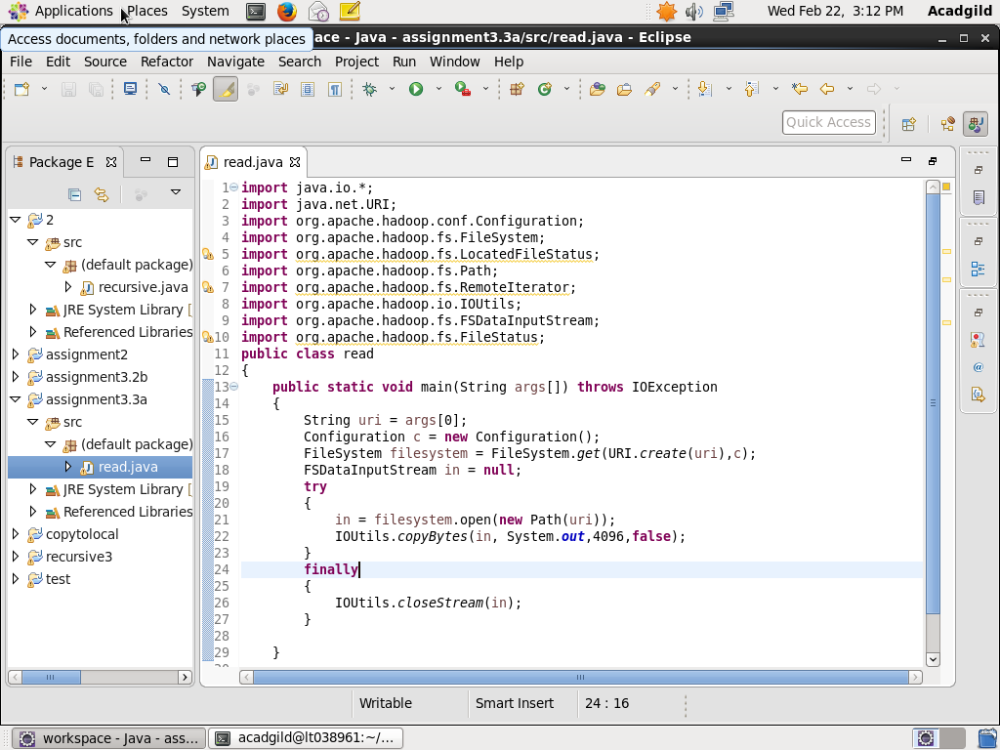 Applications Places System Wed Feb 22, 3:12 PM Acadgild
Access documents, folders and network places
ace - Java - assignment3.3a/src/read.java - Eclipse
File Edit Source Refactor Navigate Search Project Run Window Help
Quick Access
Package E
read.java
2
src
(default package)
recursive.java
JRE System Library [
Referenced Libraries
assignment2
assignment3.2b
assignment3.3a
src
(default package)
read.java
JRE System Library [
Referenced Libraries
copytolocal
recursive3
test
1 import java.io.*;
2 import java.net.URI;
3 import org.apache.hadoop.conf.Configuration;
4 import org.apache.hadoop.fs.FileSystem;
5 import org.apache.hadoop.fs.LocatedFileStatus;
6 import org.apache.hadoop.fs.Path;
7 import org.apache.hadoop.fs.RemoteIterator;
8 import org.apache.hadoop.io.IOUtils;
9 import org.apache.hadoop.fs.FSDataInputStream;
10 import org.apache.hadoop.fs.FileStatus;
11 public class read
12 {
13 public static void main(String args[]) throws IOException
14 {
15 String uri = args[0];
16 Configuration c = new Configuration();
17 FileSystem filesystem = FileSystem.get(URI.create(uri),c);
18 FSDataInputStream in = null;
19 try
20 {
21 in = filesystem.open(new Path(uri));
22 IOUtils.copyBytes(in, System.out,4096,false);
23 }
24 finally
25 {
26 IOUtils.closeStream(in);
27 }
28
29 }
Writable Smart Insert 24 : 16
workspace - Java - ass... acadgild@lt038961:~/...